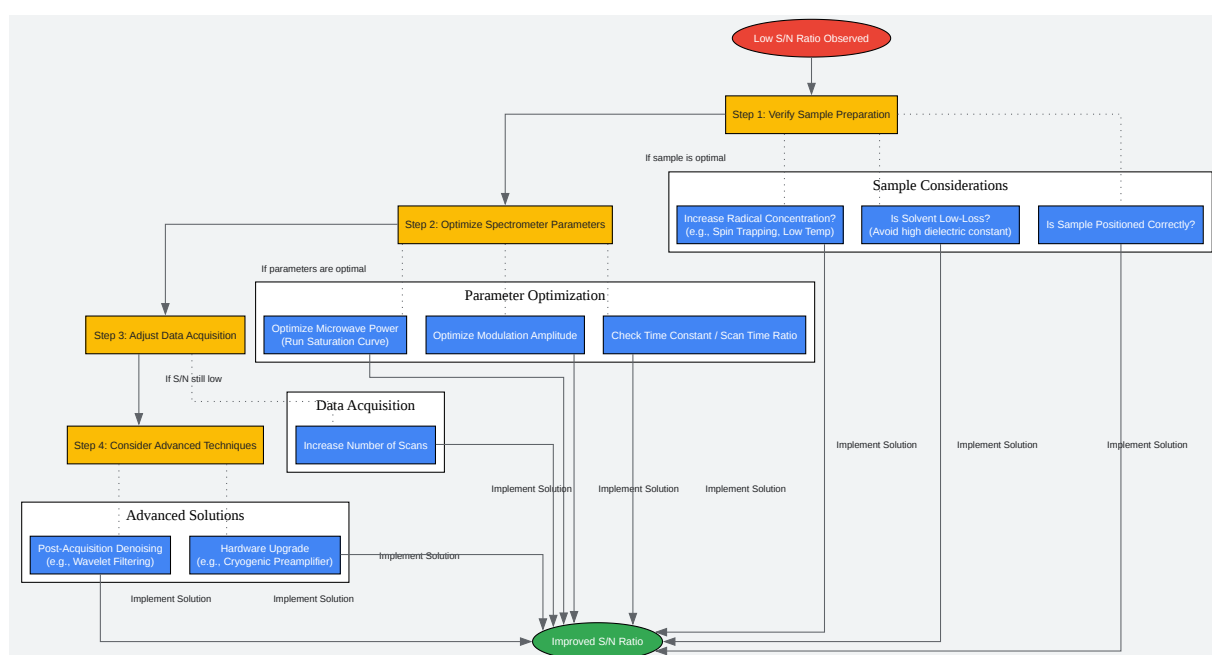 Low S/N Ratio Observed
Step 1: Verify Sample Preparation
If sample is optimal
Sample Considerations
Increase Radical Concentration?
(e.g., Spin Trapping, Low Temp)
Is Solvent Low-Loss?
(Avoid high dielectric constant)
Is Sample Positioned Correctly?
Step 2: Optimize Spectrometer Parameters
If parameters are optimal
Parameter Optimization
Optimize Microwave Power
(Run Saturation Curve)
Optimize Modulation Amplitude
Check Time Constant / Scan Time Ratio
Step 3: Adjust Data Acquisition
If S/N still low
Data Acquisition
Increase Number of Scans
Step 4: Consider Advanced Techniques
Implement Solution
Implement Solution
Implement Solution
Implement Solution
Implement Solution
Implement Solution
Advanced Solutions
Post-Acquisition Denoising
(e.g., Wavelet Filtering)
Hardware Upgrade
(e.g., Cryogenic Preamplifier)
Implement Solution
Implement Solution
Implement Solution
Improved S/N Ratio